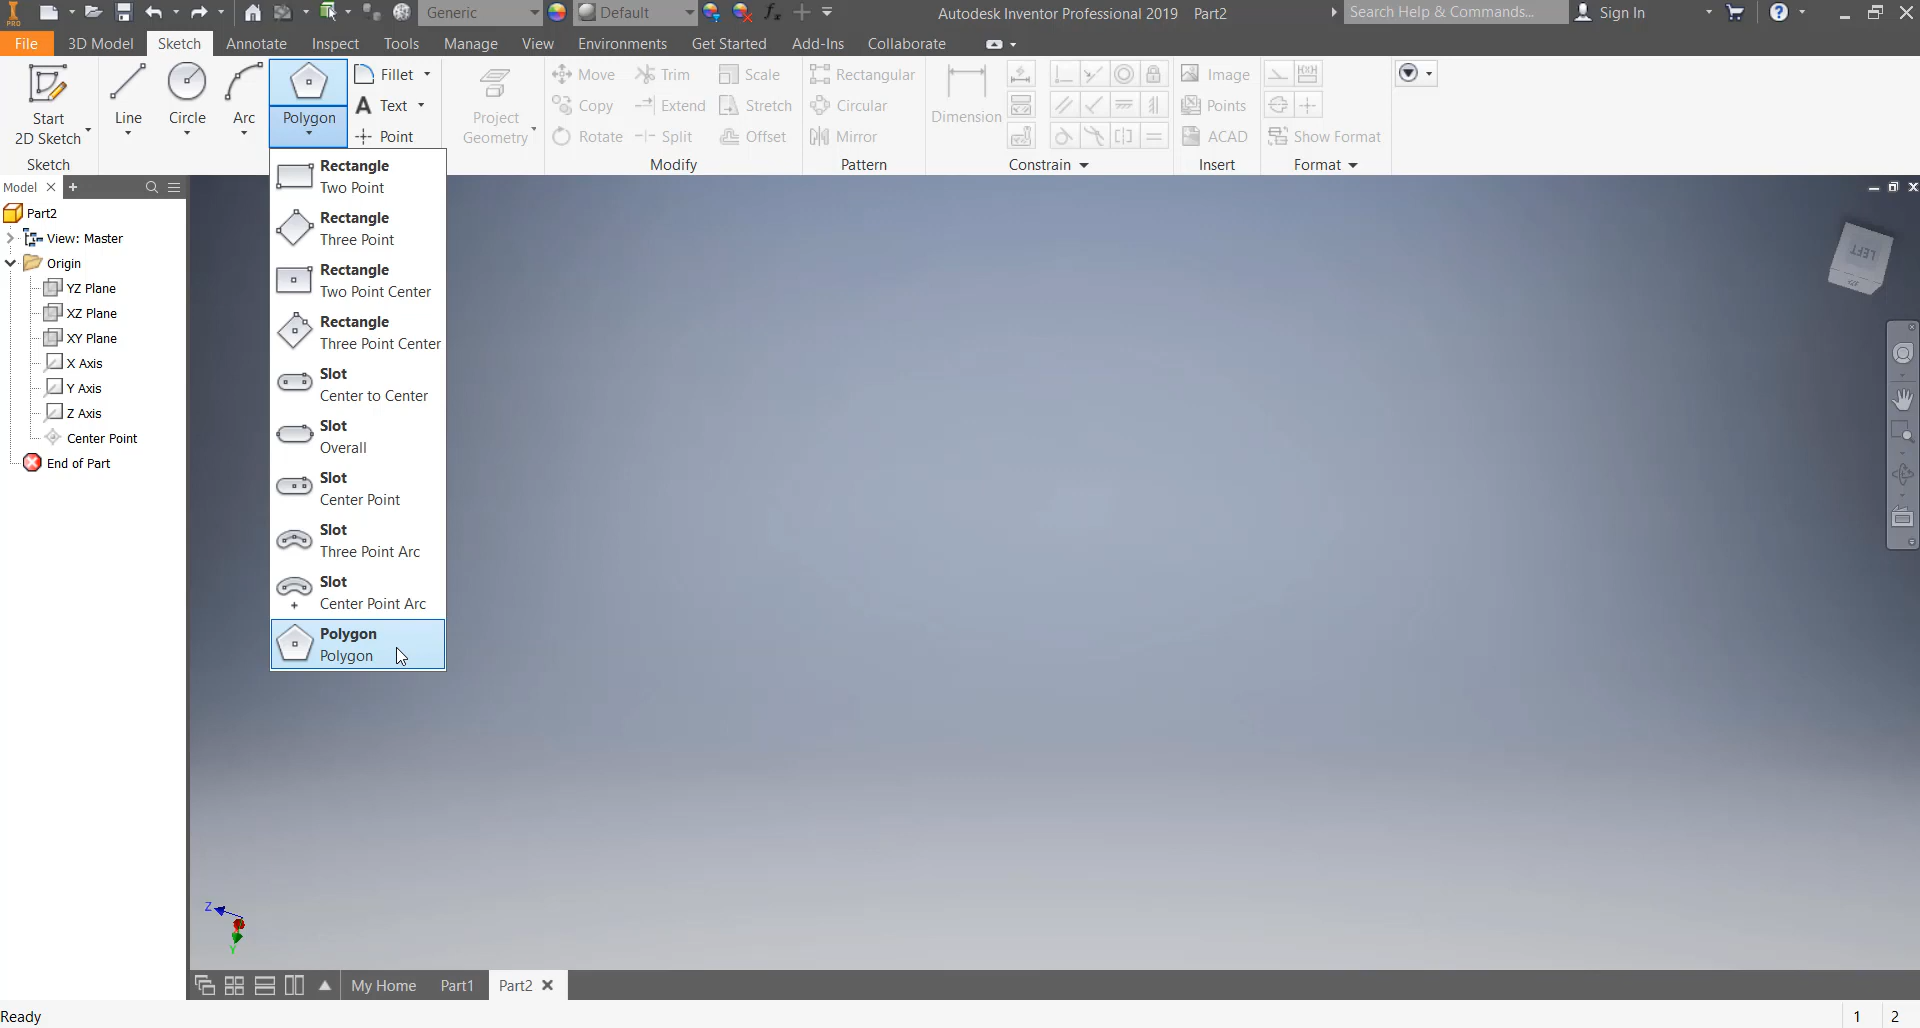 PRO
Generic
Default
Autodesk Inventor Professional 2019 Part2
Search Help & Commands...
Sign In
File
3D Model
Sketch
Annotate
Inspect
Tools
Manage
View
Environments
Get Started
Add-Ins
Collaborate
Start
2D Sketch
Line
Circle
Arc
Polygon
Fillet
Text
Point
Project
Geometry
Move
Copy
Rotate
Trim
Extend
Split
Scale
Stretch
Offset
Rectangular
Circular
Mirror
Dimension
Image
Points
ACAD
Show Format
Sketch
Modify
Pattern
Constrain
Insert
Format
Model
Part2
View: Master
Origin
YZ Plane
XZ Plane
XY Plane
X Axis
Y Axis
Z Axis
Center Point
End of Part
Rectangle
Two Point
Rectangle
Three Point
Rectangle
Two Point Center
Rectangle
Three Point Center
Slot
Center to Center
Slot
Overall
Slot
Center Point
Slot
Three Point Arc
Slot
Center Point Arc
Polygon
Polygon
LEFT
Z
Y
My Home
Part1
Part2
Ready
1
2